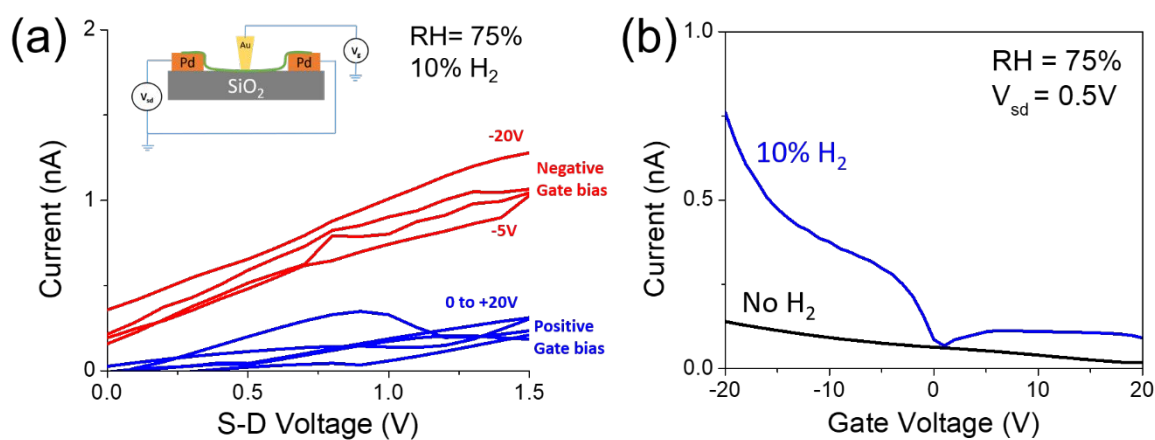 (a)
2
1
0
Current (nA)
0.0
0.5
1.0
1.5
S-D Voltage (V)
Au
Vg
Pd
Pd
SiO2
Vsd
RH= 75%
10% H2
-20V
Negative
Gate bias
-5V
0 to +20V
Positive
Gate bias
(b)
1.0
0.5
0.0
Current (nA)
-20
-10
0
10
20
Gate Voltage (V)
RH = 75%
Vsd = 0.5V
10% H2
No H2